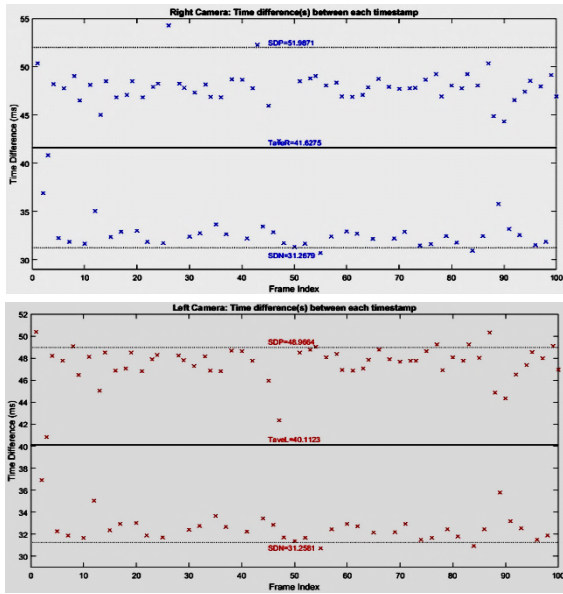 Right Camera: Time difference(s) between each timestamp
55
50
45
40
35
30
Time Difference (ms)
SDP=51.9871
TaveR=41.6275
SDN=31.2679
0 10 20 30 40 50 60 70 80 90 100
Frame Index
Left Camera: Time difference(s) between each timestamp
52
50
48
46
44
42
40
38
36
34
32
30
Time Difference (ms)
SDP=48.9664
TaveL=40.1123
SDN=31.2581
0 10 20 30 40 50 60 70 80 90 100
Frame Index